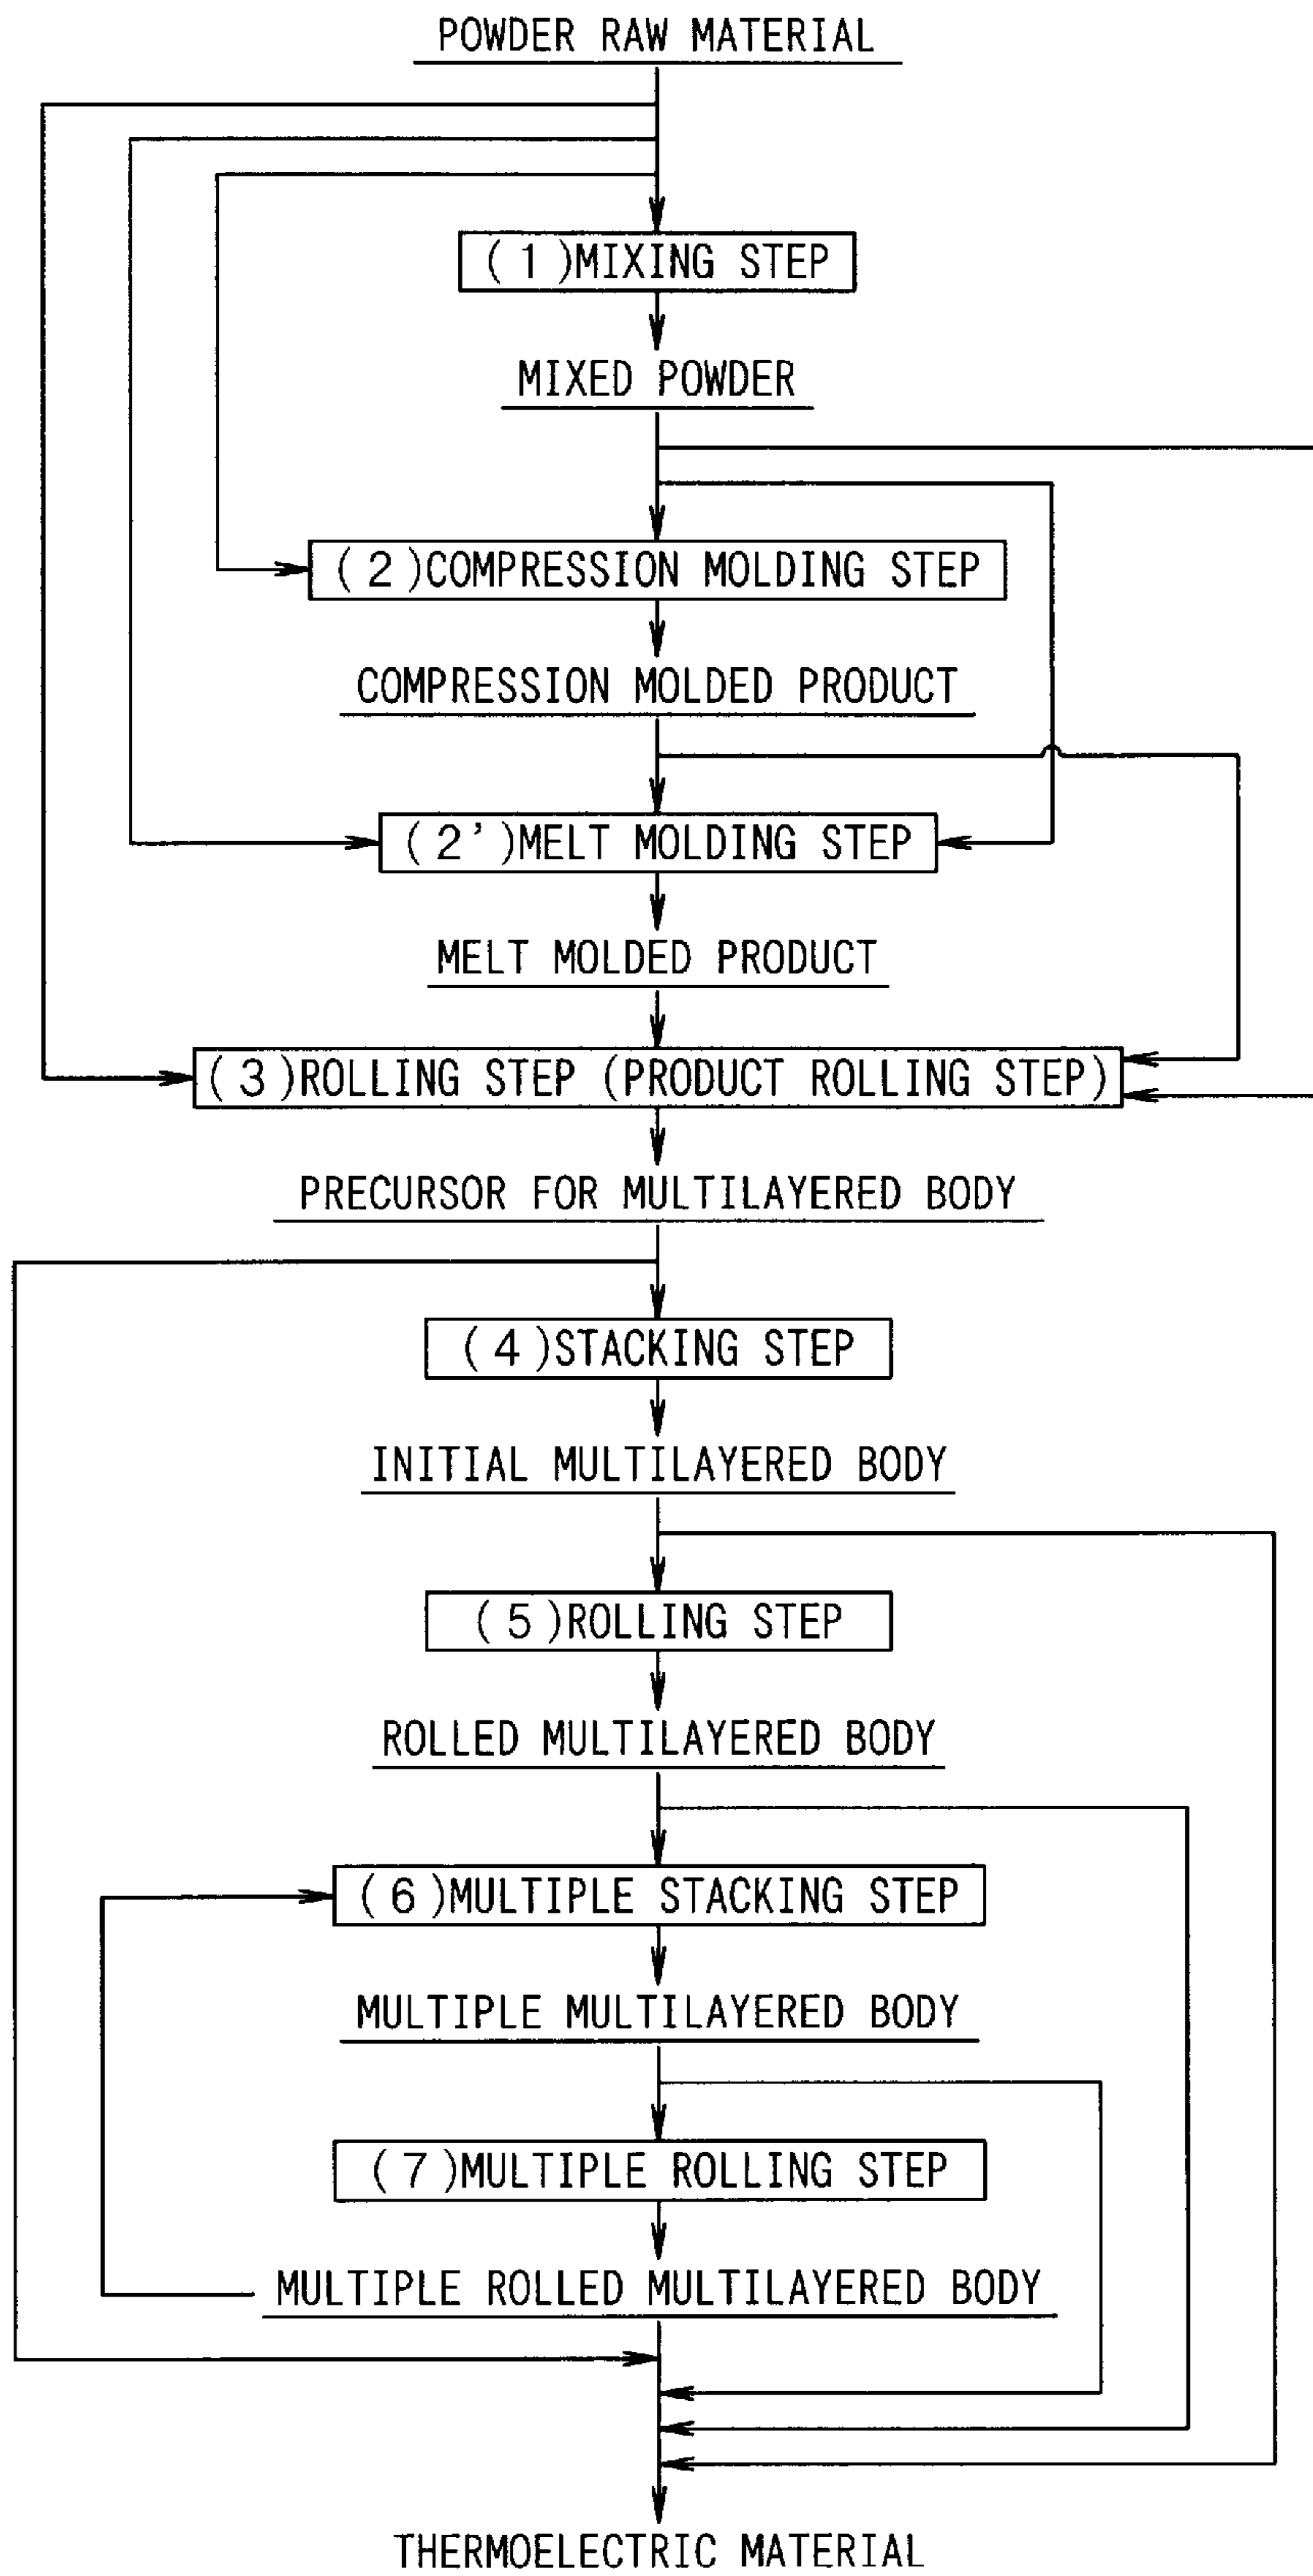 POWDER RAW MATERIAL
(1)MIXING STEP
MIXED POWDER
(2)COMPRESSION MOLDING STEP
COMPRESSION MOLDED PRODUCT
(2')MELT MOLDING STEP
MELT MOLDED PRODUCT
(3)ROLLING STEP (PRODUCT ROLLING STEP)
PRECURSOR FOR MULTILAYERED BODY
(4)STACKING STEP
INITIAL MULTILAYERED BODY
(5)ROLLING STEP
ROLLED MULTILAYERED BODY
(6)MULTIPLE STACKING STEP
MULTIPLE MULTILAYERED BODY
(7)MULTIPLE ROLLING STEP
MULTIPLE ROLLED MULTILAYERED BODY
THERMOELECTRIC MATERIAL